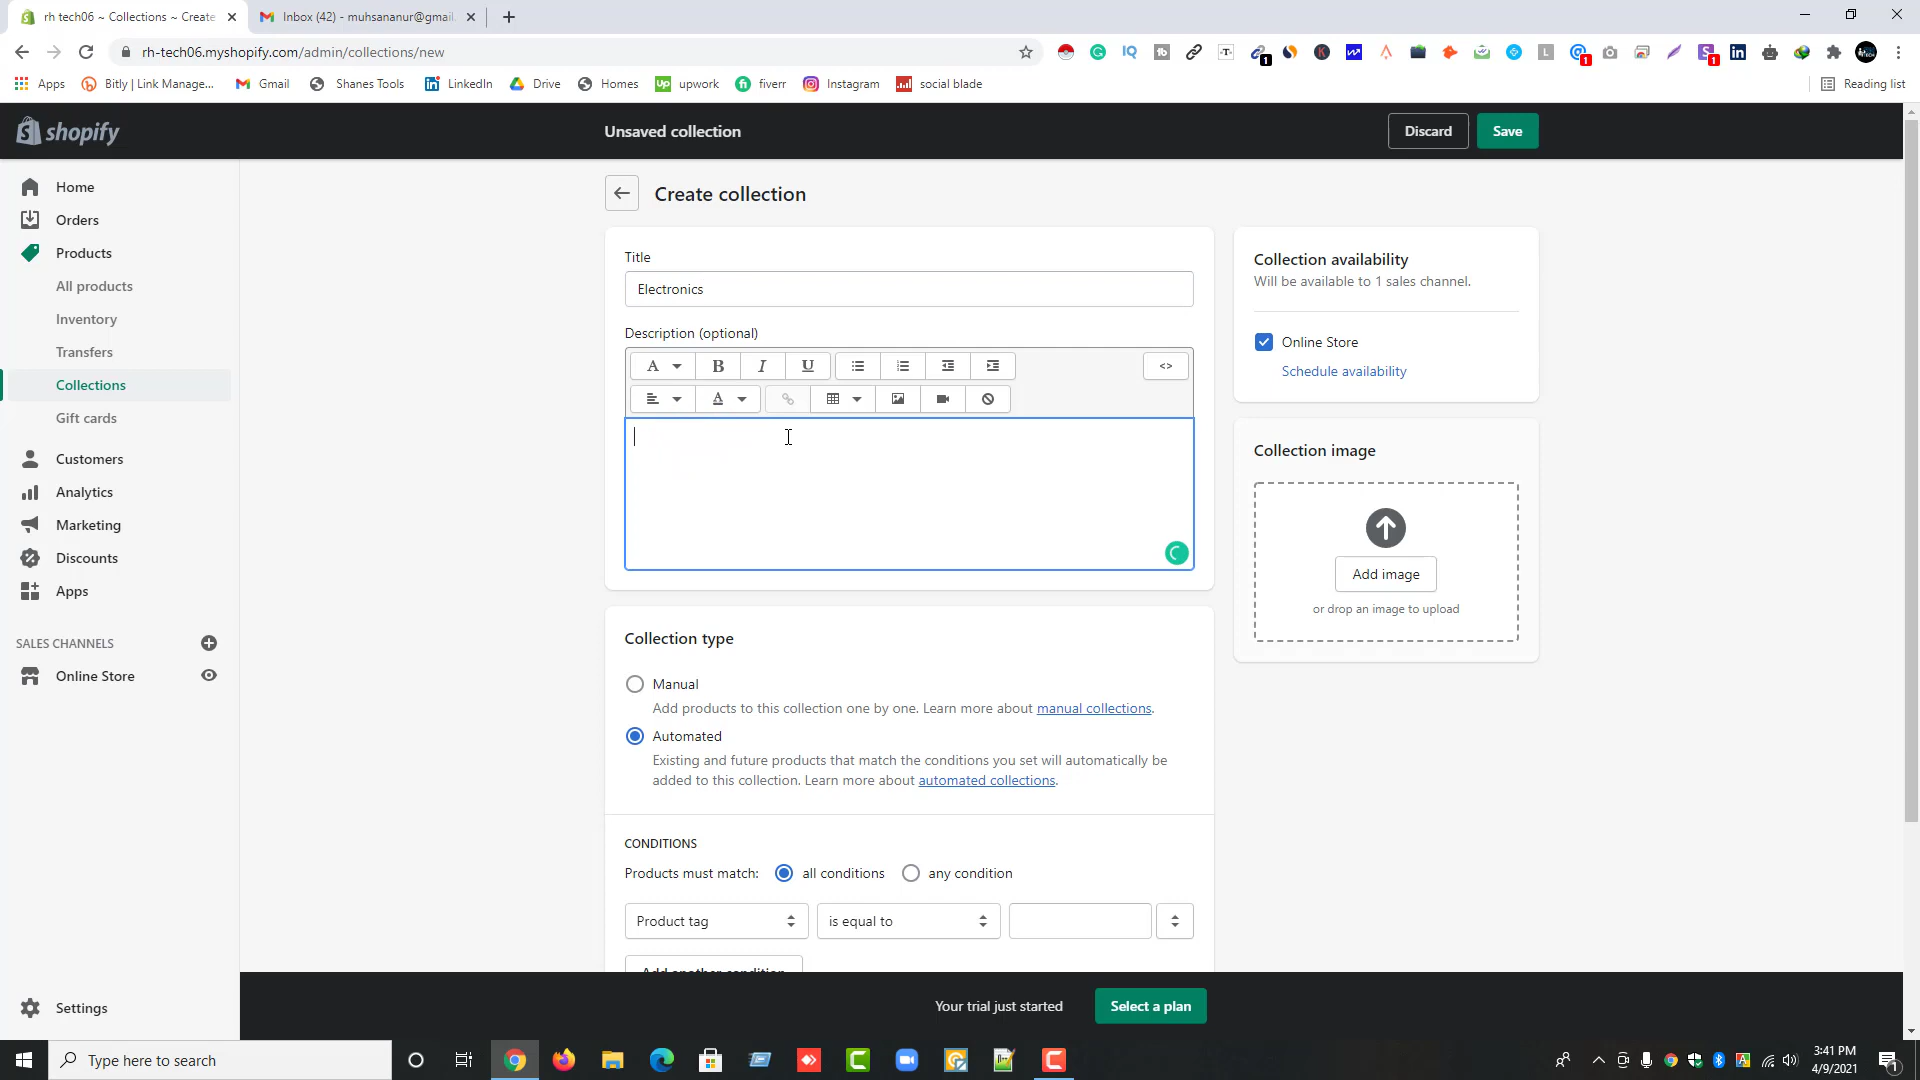 rh tech06 ~ Collections ~ Create
Inbox (42) - muhsananur@gmail.
rh-tech06.myshopify.com/admin/collections/new
Apps
Bitly | Link Manage...
Gmail
Shanes Tools
LinkedIn
Drive
Homes
upwork
fiverr
Instagram
social blade
Reading list
shopify
Unsaved collection
Discard
Save
Home
Orders
Products
All products
Inventory
Transfers
Collections
Gift cards
Customers
Analytics
Marketing
Discounts
Apps
SALES CHANNELS
Online Store
Settings
Create collection
Title
Electronics
Description (optional)
Collection type
Manual
Add products to this collection one by one. Learn more about manual collections.
Automated
Existing and future products that match the conditions you set will automatically be
added to this collection. Learn more about automated collections.
CONDITIONS
Products must match: all conditions any condition
Product tag
is equal to
Add another condition
Collection availability
Will be available to 1 sales channel.
Online Store
Schedule availability
Collection image
Add image
or drop an image to upload
Your trial just started
Select a plan
Type here to search
3:41 PM
4/9/2021